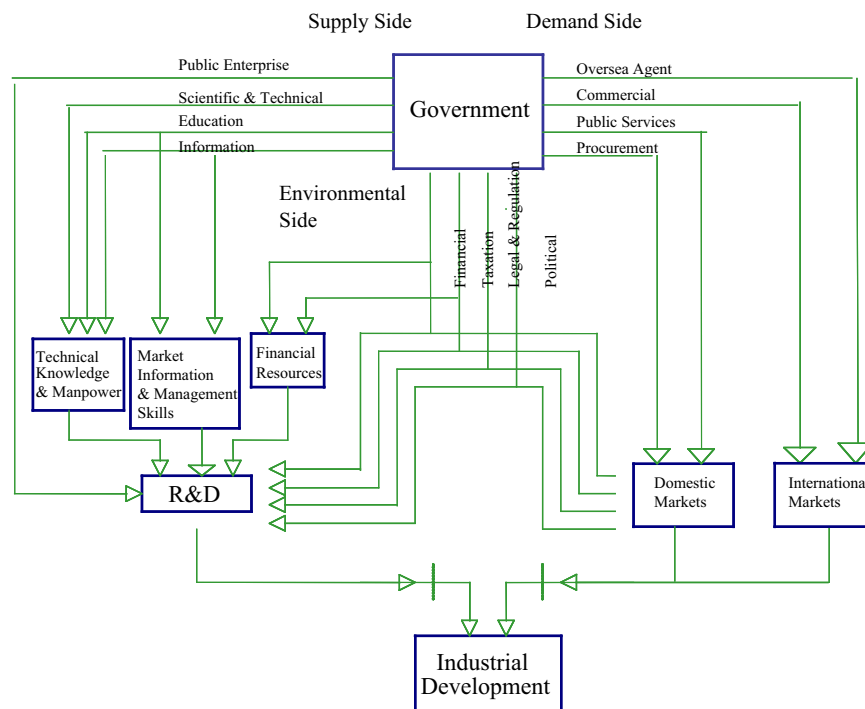 Supply Side
Demand Side
Public Enterprise
Scientific & Technical
Education
Information
Government
Oversea Agent
Commercial
Public Services
Procurement
Environmental
Side
Financial
Taxation
Legal & Regulation
Political
Technical
Knowledge
& Manpower
Market
Information
& Management
Skills
Financial
Resources
R&D
Domestic
Markets
International
Markets
Industrial
Development